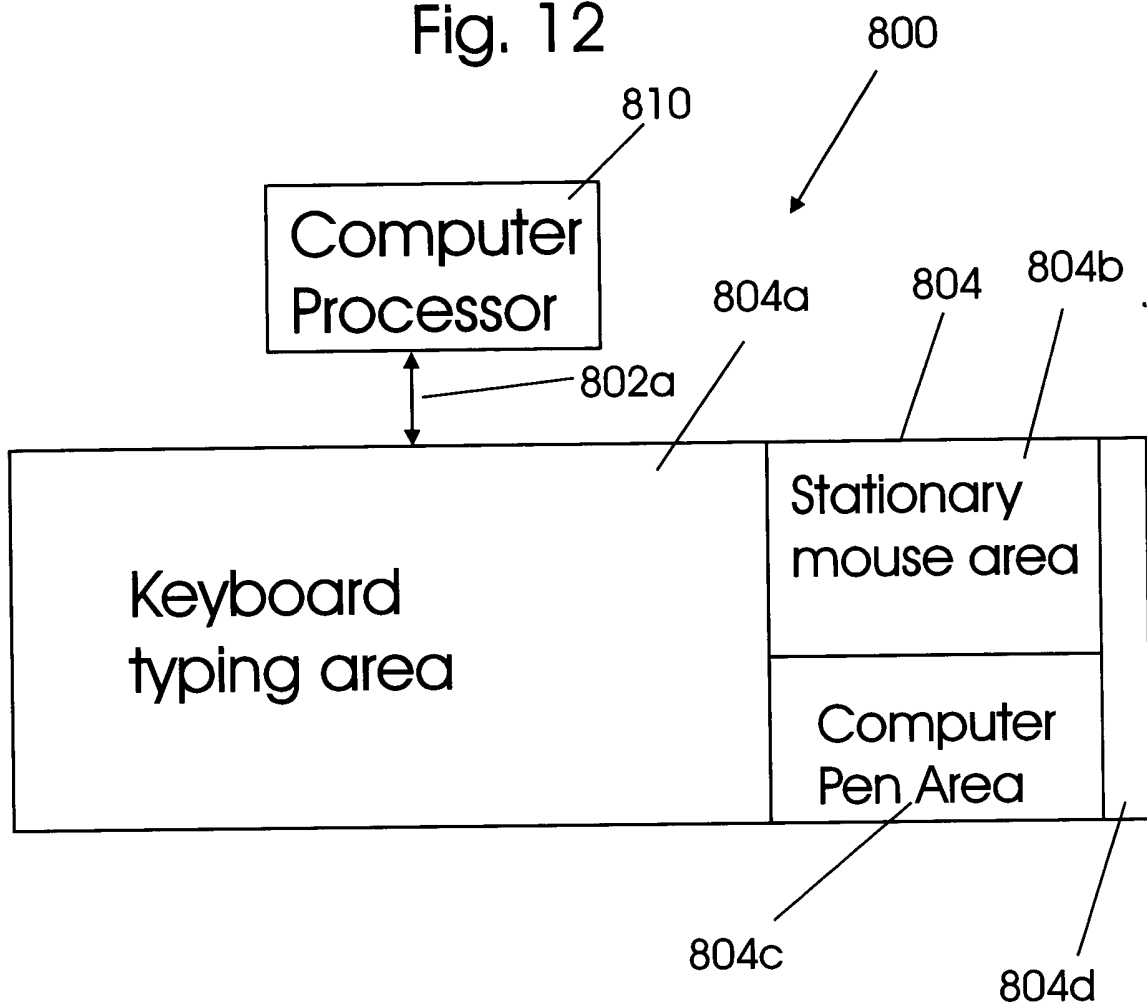 Fig. 12
800
810
Computer
Processor
804a
804
804b
802a
Keyboard
typing area
Stationary
mouse area
Computer
Pen Area
804c
804d